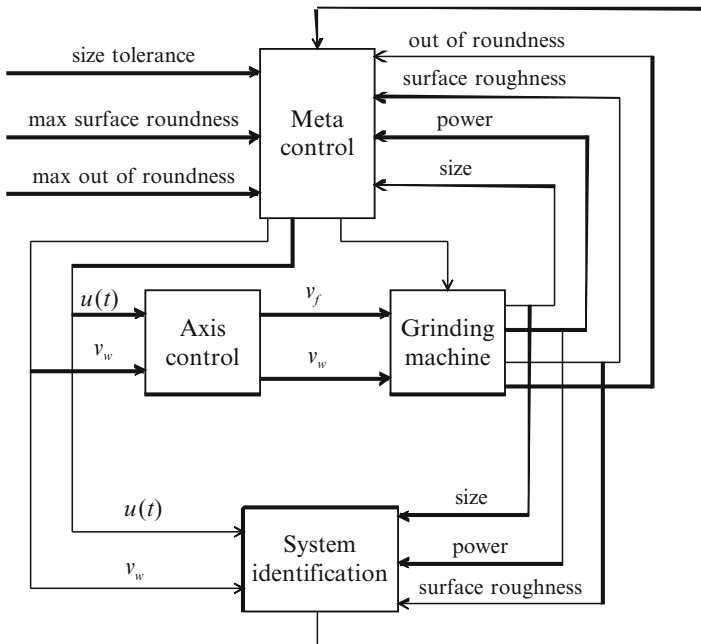 out of roundness
size tolerance
surface roughness
max surface roundness
Meta
control
power
max out of roundness
size
u(t)
v_f
Axis
control
Grinding
machine
v_w
v_w
size
u(t)
System
identification
power
v_w
surface roughness